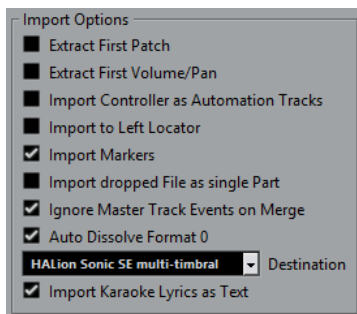 Import Options
Extract First Patch
Extract First Volume/Pan
Import Controller as Automation Tracks
Import to Left Locator
Import Markers
Import dropped File as single Part
Ignore Master Track Events on Merge
Auto Dissolve Format 0
HALion Sonic SE multi-timbral Destination
Import Karaoke Lyrics as Text